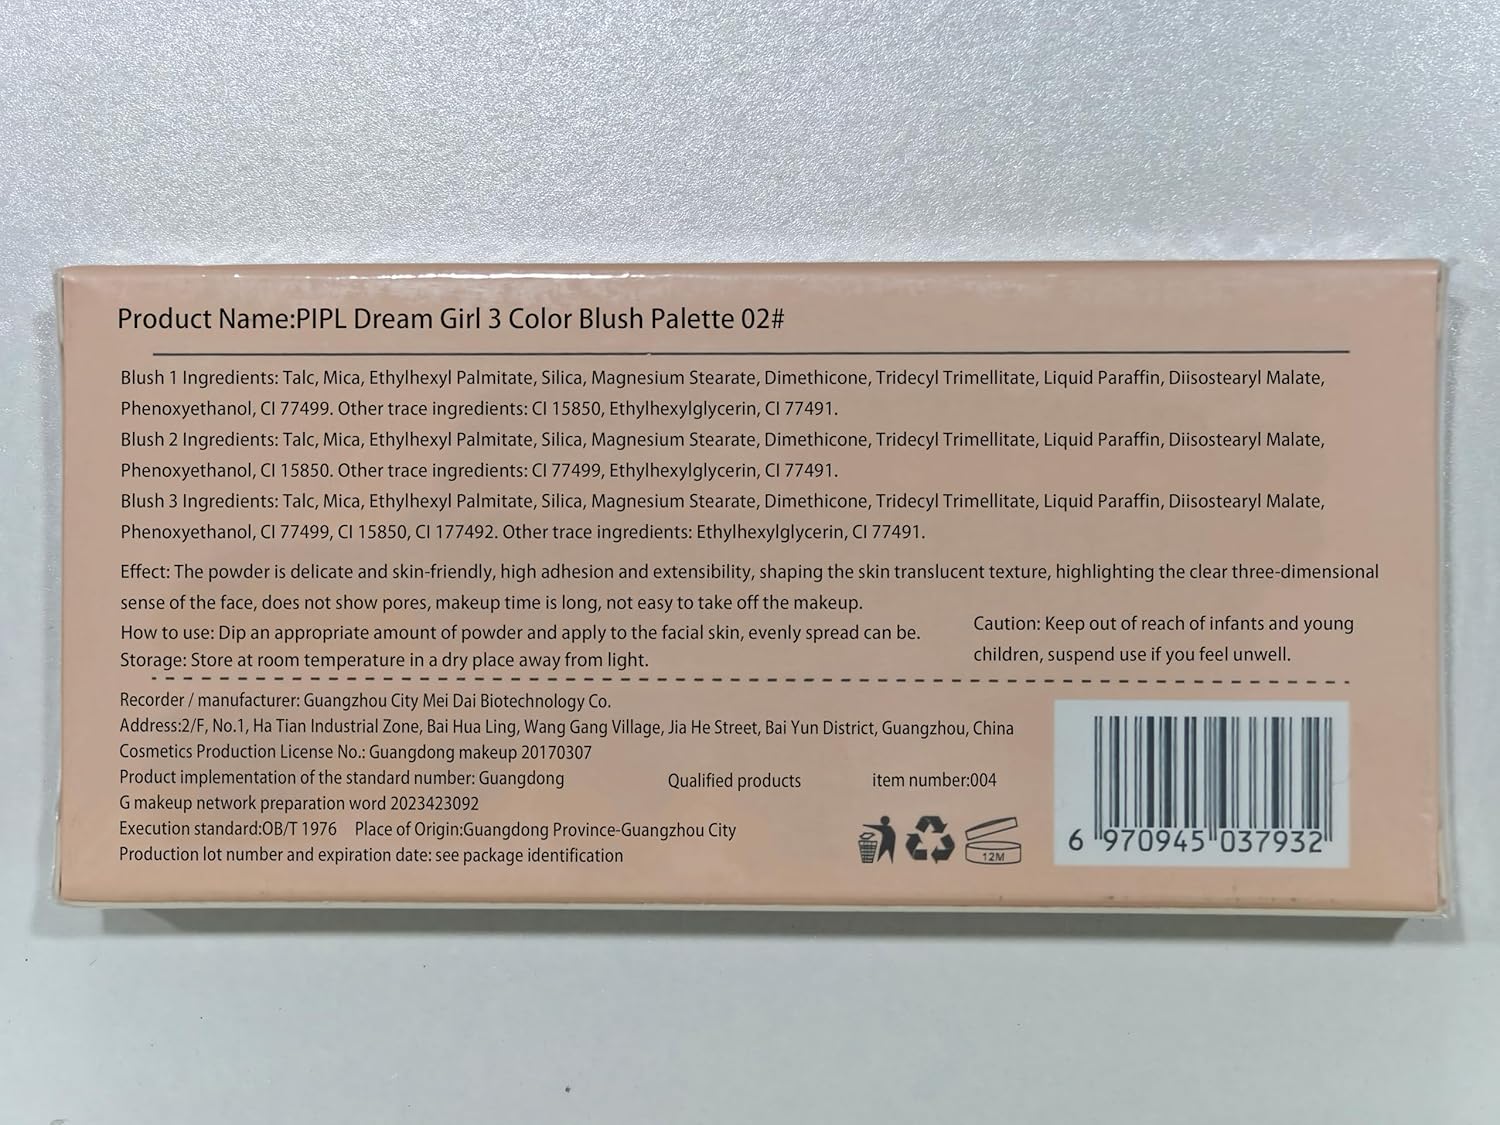 Product Name:PIPL Dream Girl 3 Color Blush Palette 02#
Blush 1 Ingredients: Talc, Mica, Ethylhexyl Palmitate, Silica, Magnesium Stearate, Dimethicone, Tridecyl Trimellitate, Liquid Paraffin, Diisostearyl Malate,
Phenoxyethanol, CI 77499. Other trace ingredients: CI 15850, Ethylhexylglycerin, CI 77491.
Blush 2 Ingredients: Talc, Mica, Ethylhexyl Palmitate, Silica, Magnesium Stearate, Dimethicone, Tridecyl Trimellitate, Liquid Paraffin, Diisostearyl Malate,
Phenoxyethanol, CI 15850. Other trace ingredients: CI 77499, Ethylhexylglycerin, CI 77491.
Blush 3 Ingredients: Talc, Mica, Ethylhexyl Palmitate, Silica, Magnesium Stearate, Dimethicone, Tridecyl Trimellitate, Liquid Paraffin, Diisostearyl Malate,
Phenoxyethanol, CI 77499, CI 15850, CI 177492. Other trace ingredients: Ethylhexylglycerin, CI 77491.
Effect: The powder is delicate and skin-friendly, high adhesion and extensibility, shaping the skin translucent texture, highlighting the clear three-dimensional
sense of the face, does not show pores, makeup time is long, not easy to take off the makeup.
How to use: Dip an appropriate amount of powder and apply to the facial skin, evenly spread can be.
Storage: Store at room temperature in a dry place away from light.
Caution: Keep out of reach of infants and young
children, suspend use if you feel unwell.
Recorder / manufacturer: Guangzhou City Mei Dai Biotechnology Co.
Address:2/F, No.1, Ha Tian Industrial Zone, Bai Hua Ling, Wang Gang Village, Jia He Street, Bai Yun District, Guangzhou, China
Cosmetics Production License No.: Guangdong makeup 20170307
Product implementation of the standard number: Guangdong
Qualified products
item number:004
G makeup network preparation word 2023423092
Execution standard:OB/T 1976 Place of Origin:Guangdong Province-Guangzhou City
Production lot number and expiration date: see package identification
12M
6 970945 037932